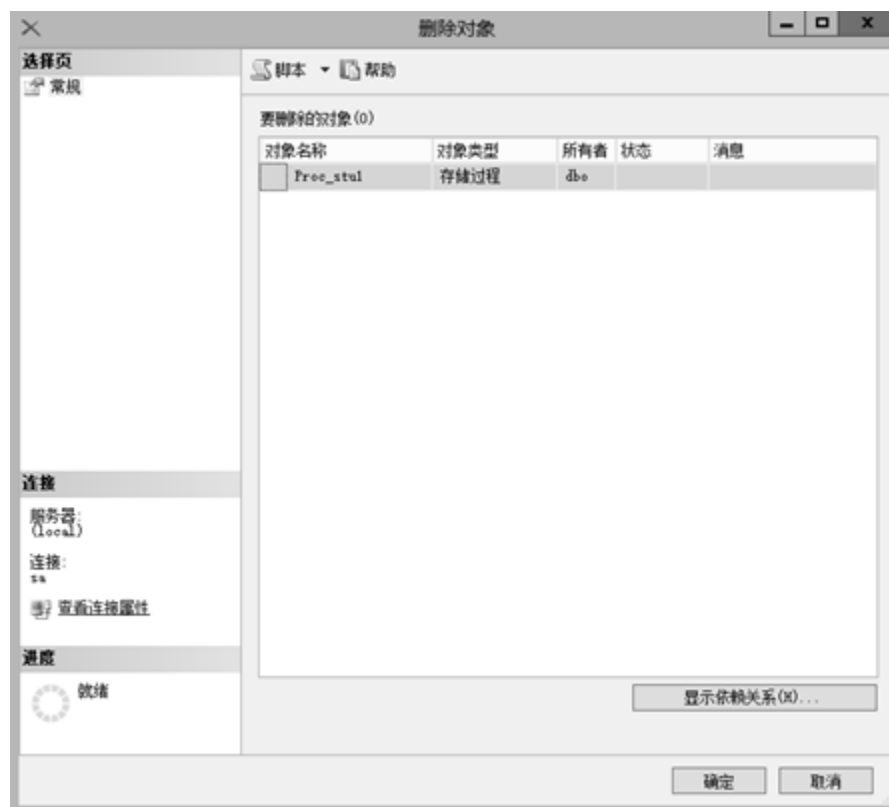 删除对象
选择页
常规
脚本 帮助
要删除的对象(O)
对象名称 对象类型 所有者 状态 消息
Proc_stu1 存储过程 dbo
连接
服务器:
(local)
连接:
sa
查看连接属性
进度
就绪
显示依赖关系(H)...
确定 取消